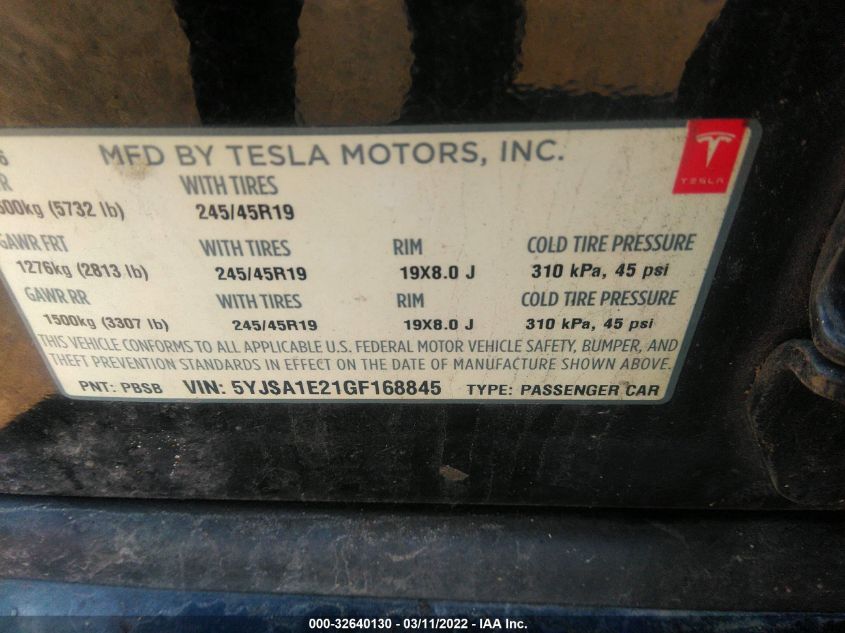 6 MFD BY TESLA MOTORS, INC.
TESLA
R WITH TIRES
600kg (5732 lb) 245/45R19
GAWR FRT WITH TIRES RIM COLD TIRE PRESSURE
1276kg (2813 lb) 245/45R19 19X8.0 J 310 kPa, 45 psi
GAWR RR WITH TIRES RIM COLD TIRE PRESSURE
1500kg (3307 lb) 245/45R19 19X8.0 J 310 kPa, 45 psi
THIS VEHICLE CONFORMS TO ALL APPLICABLE U.S. FEDERAL MOTOR VEHICLE SAFETY, BUMPER, AND
THEFT PREVENTION STANDARDS IN EFFECT ON THE DATE OF MANUFACTURE SHOWN ABOVE.
PNT: PBSB VIN: 5YJSA1E21GF168845 TYPE: PASSENGER CAR
000-32640130 - 03/11/2022 - IAA Inc.